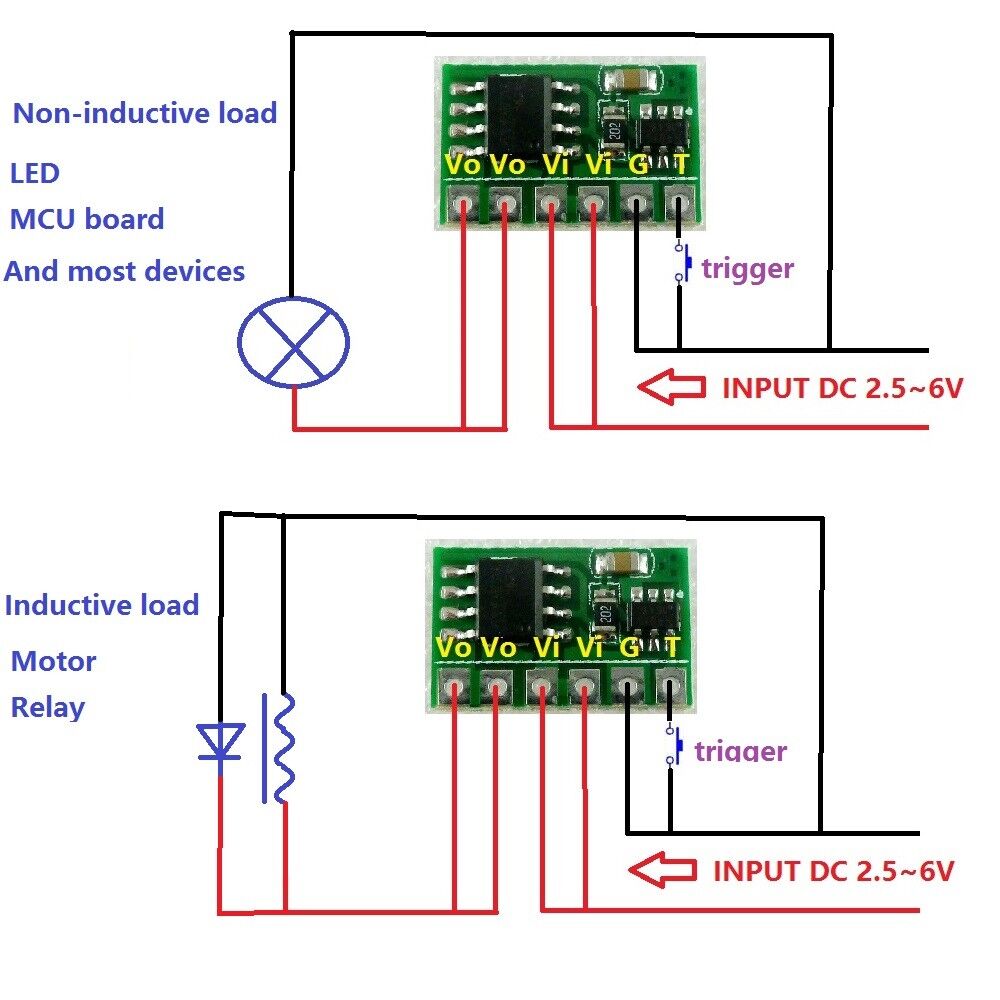 Non-inductive load
LED
MCU board
And most devices
202
Vo Vo Vi Vi G T
trigger
INPUT DC 2.5~6V
Inductive load
Motor
Relay
202
Vo Vo Vi Vi G T
trigger
INPUT DC 2.5~6V